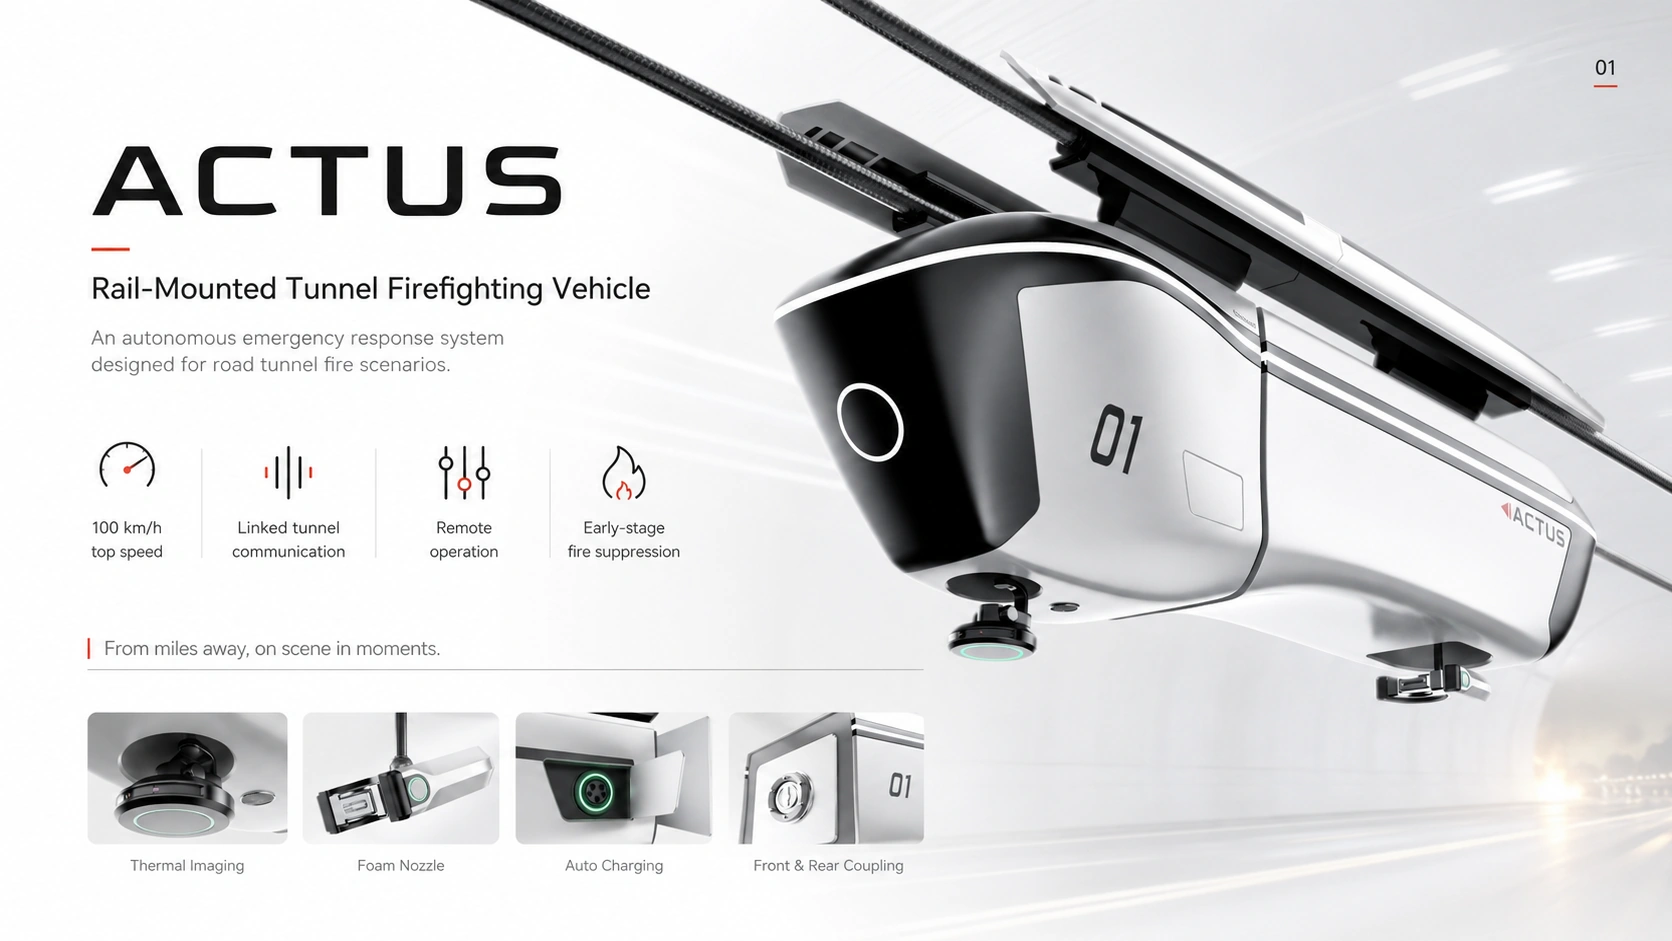 01
ACTUS
Rail-Mounted Tunnel Firefighting Vehicle
An autonomous emergency response system
designed for road tunnel fire scenarios.
100 km/h
top speed
Linked tunnel
communication
Remote
operation
Early-stage
fire suppression
From miles away, on scene in moments.
01
ACTUS
01
Thermal Imaging
Foam Nozzle
Auto Charging
Front & Rear Coupling